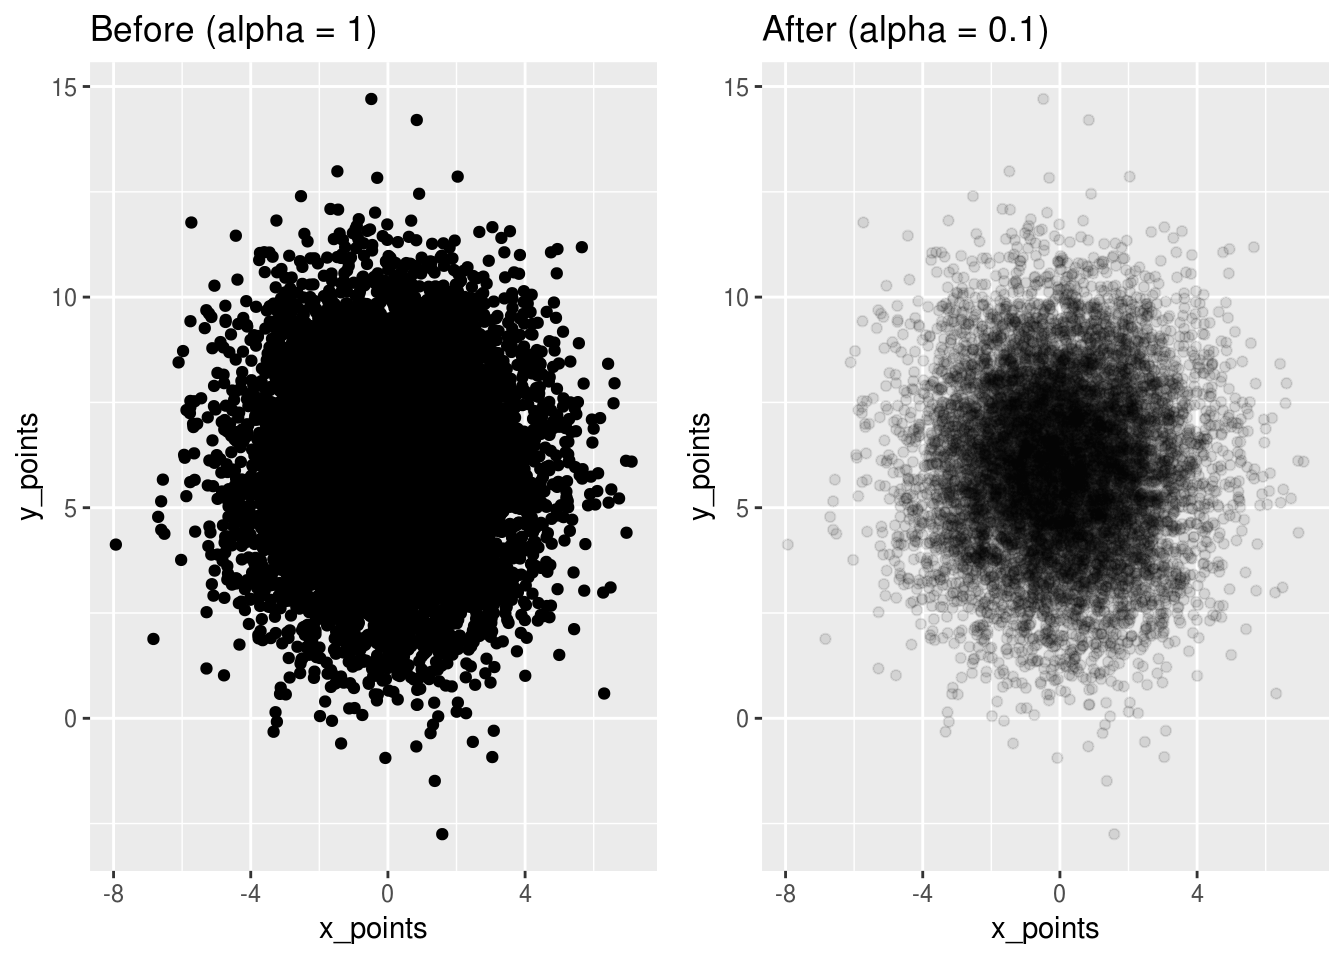 Before (alpha = 1)
15
10
5
0
y_points
-8
-4
0
4
x_points
After (alpha = 0.1)
15
10
5
0
y_points
-8
-4
0
4
x_points